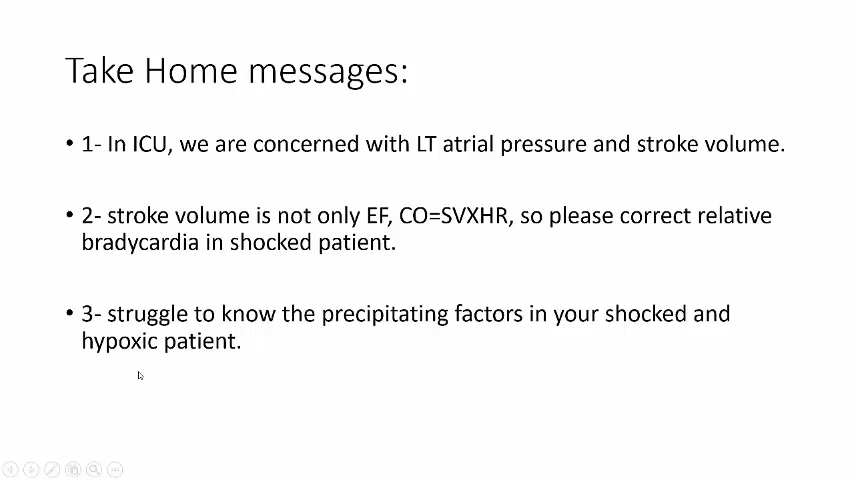 Take Home messages:
• 1- In ICU, we are concerned with LT atrial pressure and stroke volume.
• 2- stroke volume is not only EF, CO=SVXHR, so please correct relative
bradycardia in shocked patient.
• 3- struggle to know the precipitating factors in your shocked and
hypoxic patient.